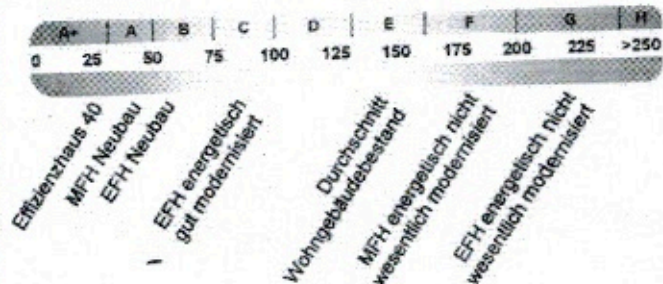 A+ A B C D E F G H
0 25 50 75 100 125 150 175 200 225 >250
Effizienzhaus 40
MFH Neubau
EFH Neubau
EFH energetisch
gut modernisiert
Durchschnitt
Wohngebäudebestand
MFH energetisch nicht
wesentlich modernisiert
EFH energetisch nicht
wesentlich modernisiert